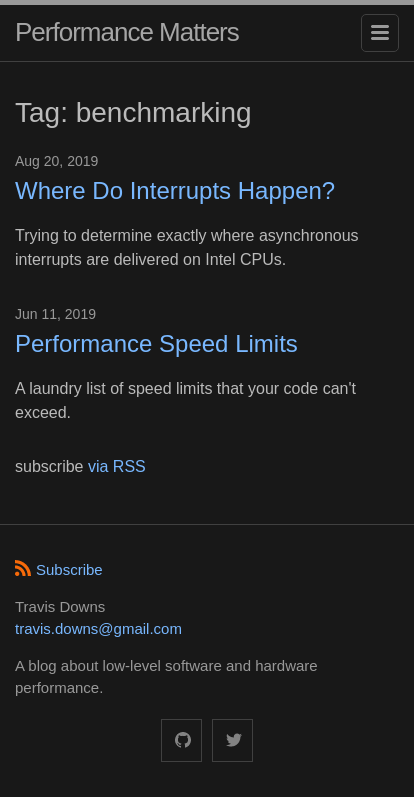 Performance Matters
Tag: benchmarking
Aug 20, 2019
Where Do Interrupts Happen?
Trying to determine exactly where asynchronous
interrupts are delivered on Intel CPUs.
Jun 11, 2019
Performance Speed Limits
A laundry list of speed limits that your code can't
exceed.
subscribe via RSS
Subscribe
Travis Downs
travis.downs@gmail.com
A blog about low-level software and hardware
performance.